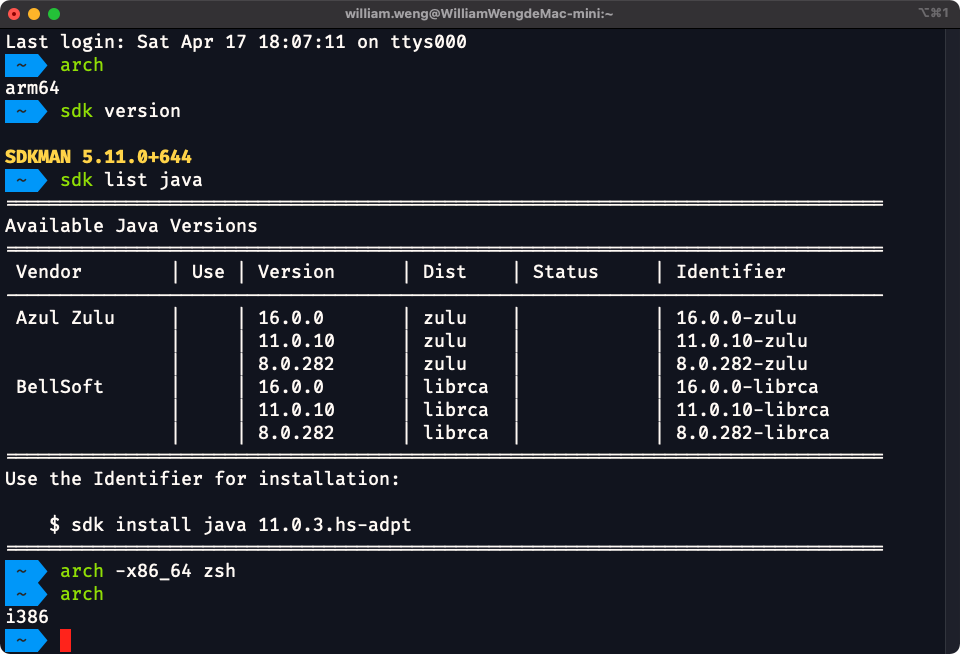 william.weng@WilliamWengdeMac-mini:~ ⌥⌘1
Last login: Sat Apr 17 18:07:11 on ttys000
~ arch
arm64
~ sdk version
SDKMAN 5.11.0+644
~ sdk list java
================================================================================
Available Java Versions
================================================================================
Vendor | Use | Version | Dist | Status | Identifier
--------------------------------------------------------------------------------
Azul Zulu | | 16.0.0 | zulu | | 16.0.0-zulu
| | 11.0.10 | zulu | | 11.0.10-zulu
| | 8.0.282 | zulu | | 8.0.282-zulu
BellSoft | | 16.0.0 | librca | | 16.0.0-librca
| | 11.0.10 | librca | | 11.0.10-librca
| | 8.0.282 | librca | | 8.0.282-librca
================================================================================
Use the Identifier for installation:
$ sdk install java 11.0.3.hs-adpt
================================================================================
~ arch -x86_64 zsh
~ arch
i386
~